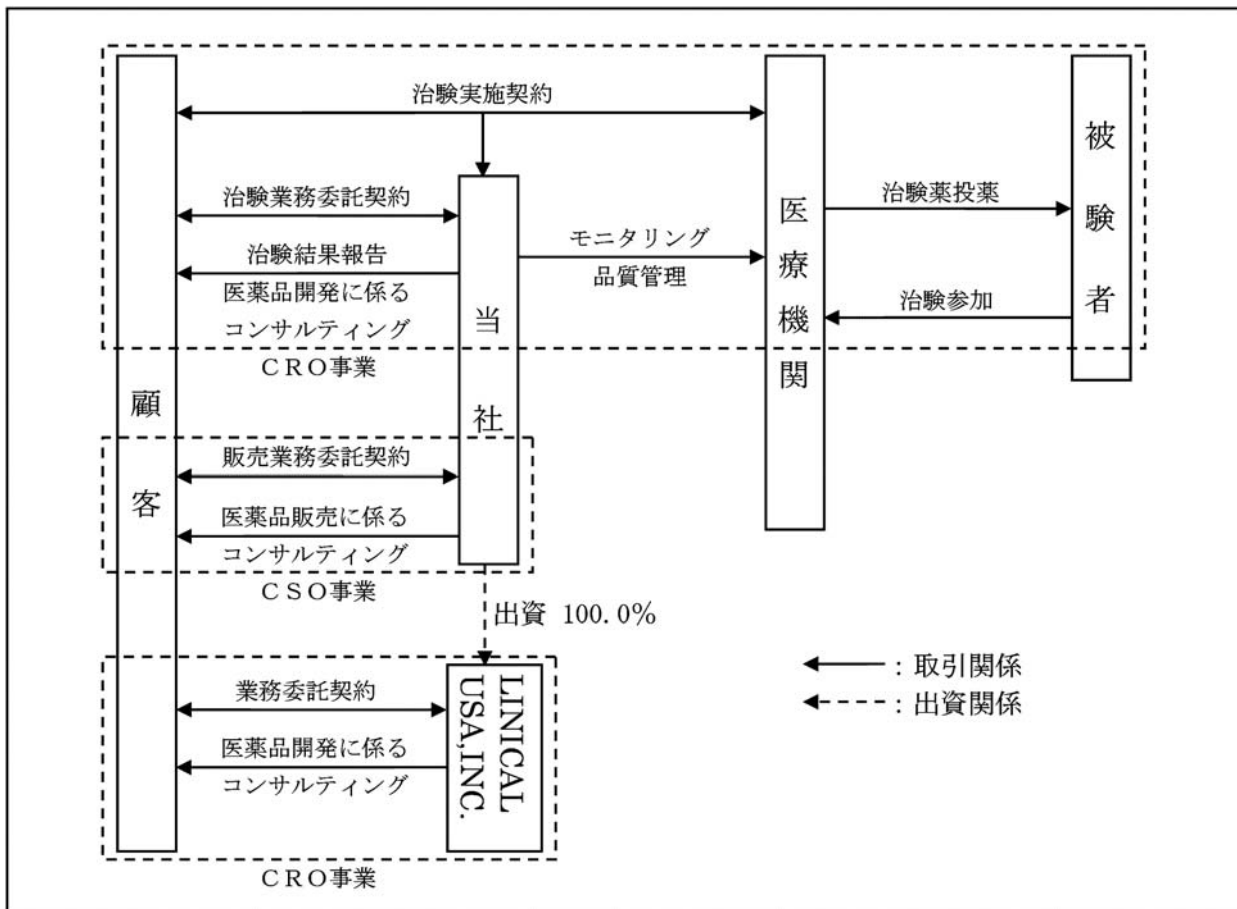 治験実施契約
治験業務委託契約
治験結果報告
医薬品開発に係る
コンサルティング
CRO事業
モニタリング
品質管理
治験薬投薬
治験参加
顧客
当社
医療機関
被験者
販売業務委託契約
医薬品販売に係る
コンサルティング
CSO事業
出資 100.0%
業務委託契約
医薬品開発に係る
コンサルティング
LINICAL
USA,INC.
CRO事業
：取引関係
：出資関係